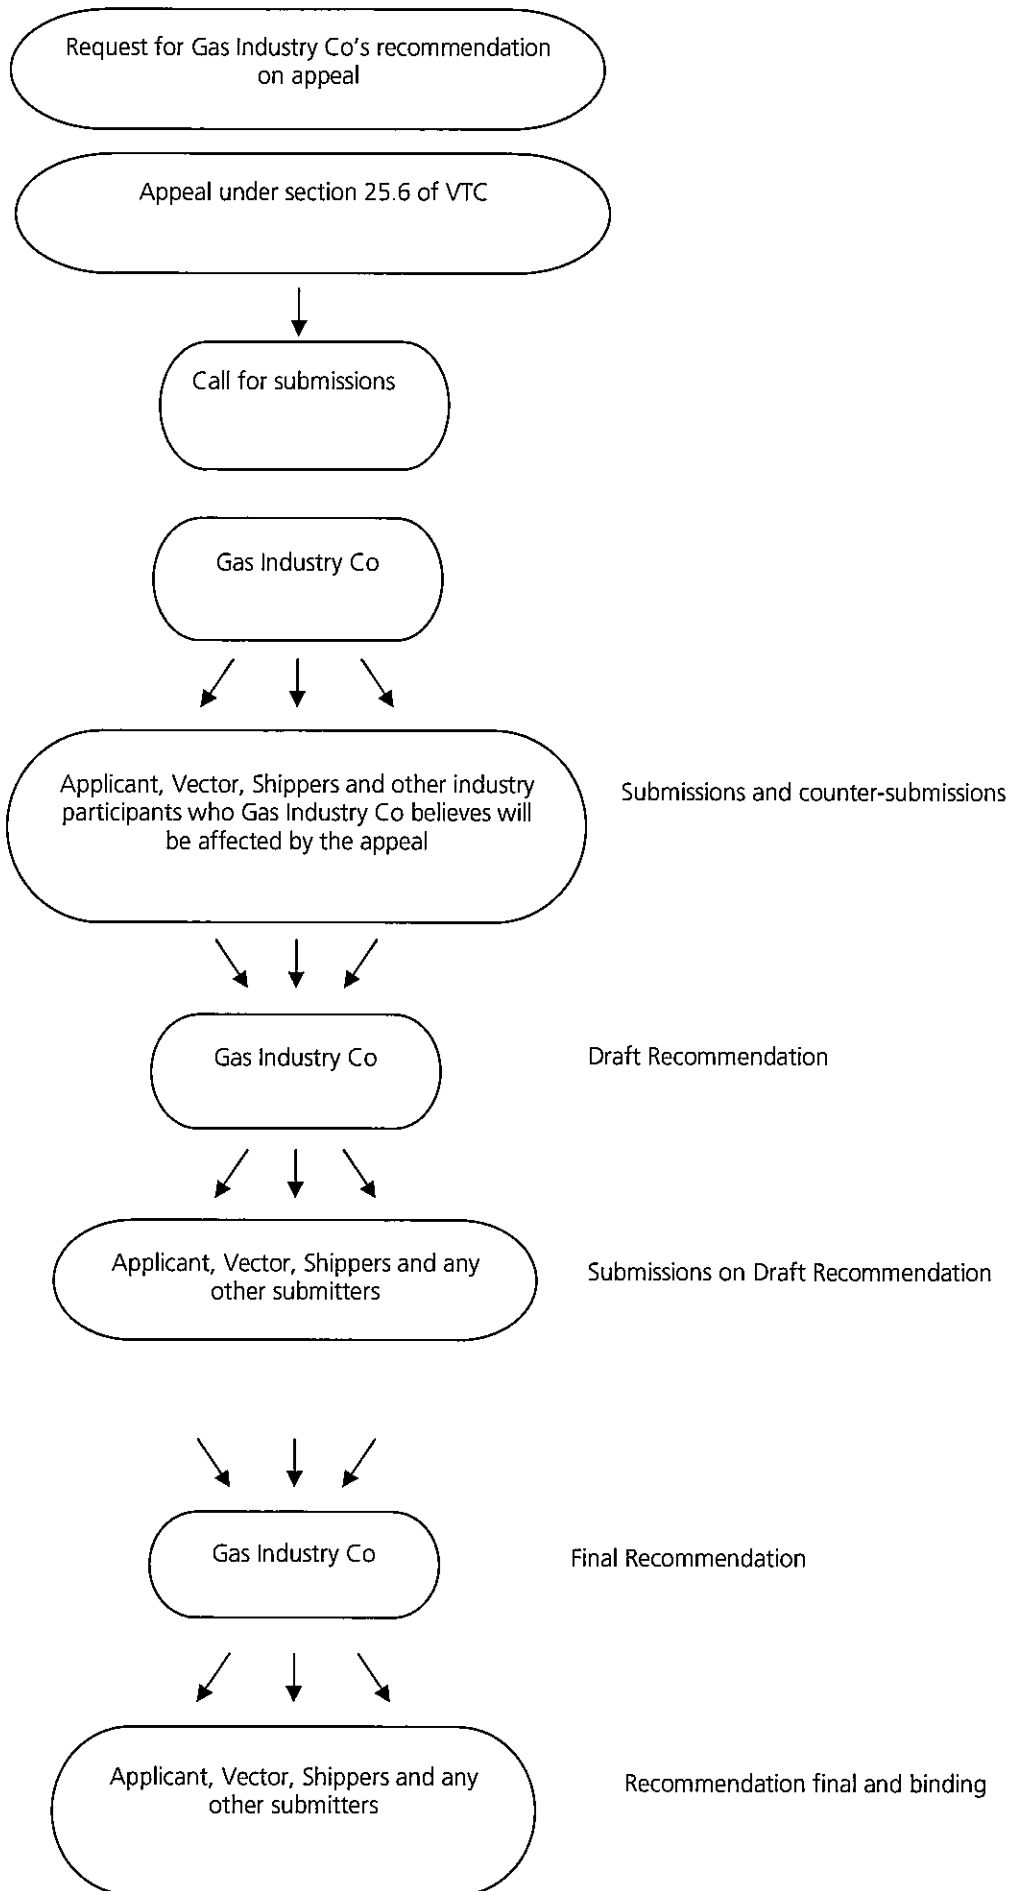 Request for Gas Industry Co's recommendation
on appeal
Appeal under section 25.6 of VTC
Call for submissions
Gas Industry Co
Applicant, Vector, Shippers and other industry
participants who Gas Industry Co believes will
be affected by the appeal
Submissions and counter-submissions
Gas Industry Co
Draft Recommendation
Applicant, Vector, Shippers and any
other submitters
Submissions on Draft Recommendation
Gas Industry Co
Final Recommendation
Applicant, Vector, Shippers and any
other submitters
Recommendation final and binding